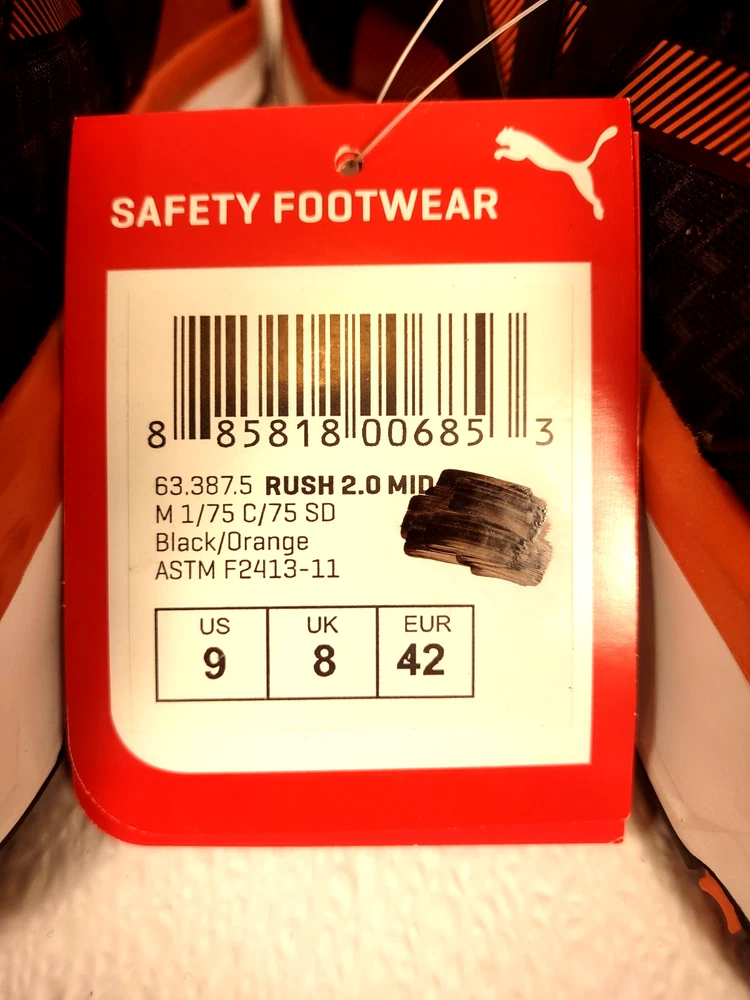 SAFETY FOOTWEAR
8 85818 00685 3
63.387.5 RUSH 2.0 MID
M 1/75 C/75 SD
Black/Orange
ASTM F2413-11
US UK EUR
9 8 42